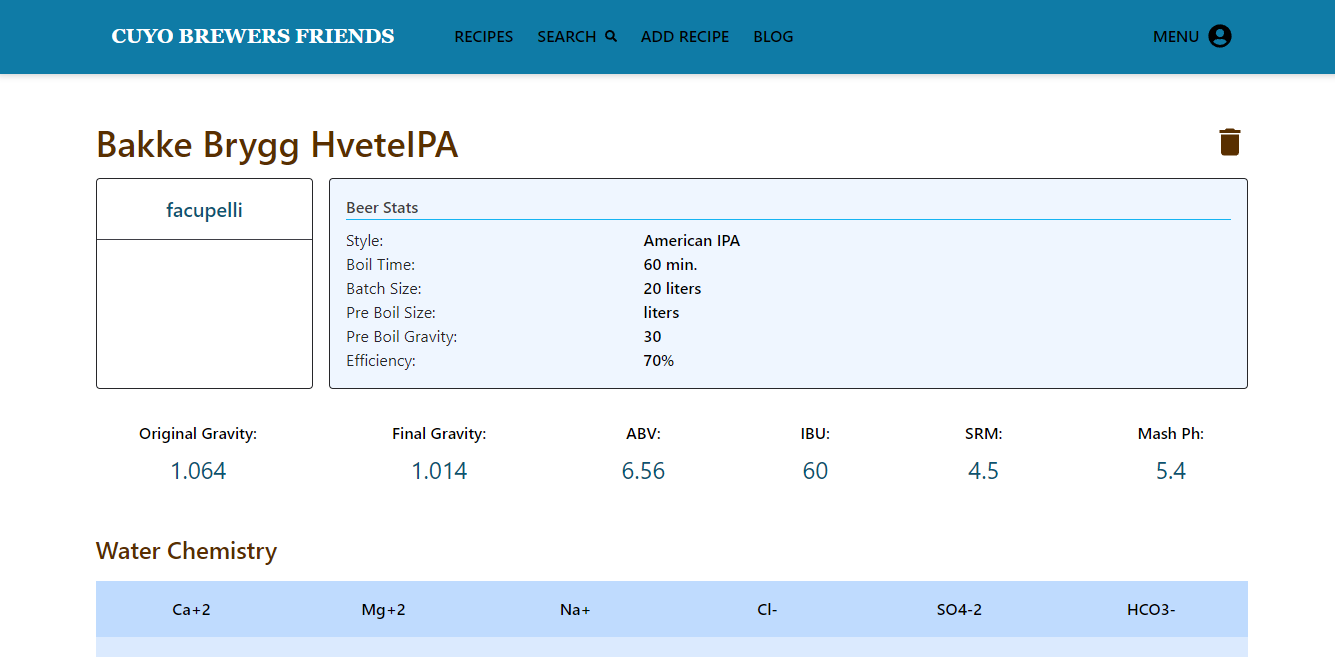 CUYO BREWERS FRIENDS RECIPES SEARCH ADD RECIPE BLOG MENU
Bakke Brygg HveteIPA
facupelli
Beer Stats
Style: American IPA
Boil Time: 60 min.
Batch Size: 20 liters
Pre Boil Size: liters
Pre Boil Gravity: 30
Efficiency: 70%
Original Gravity: Final Gravity: ABV: IBU: SRM: Mash Ph:
1.064 1.014 6.56 60 4.5 5.4
Water Chemistry
Ca+2 Mg+2 Na+ Cl- SO4-2 HCO3-